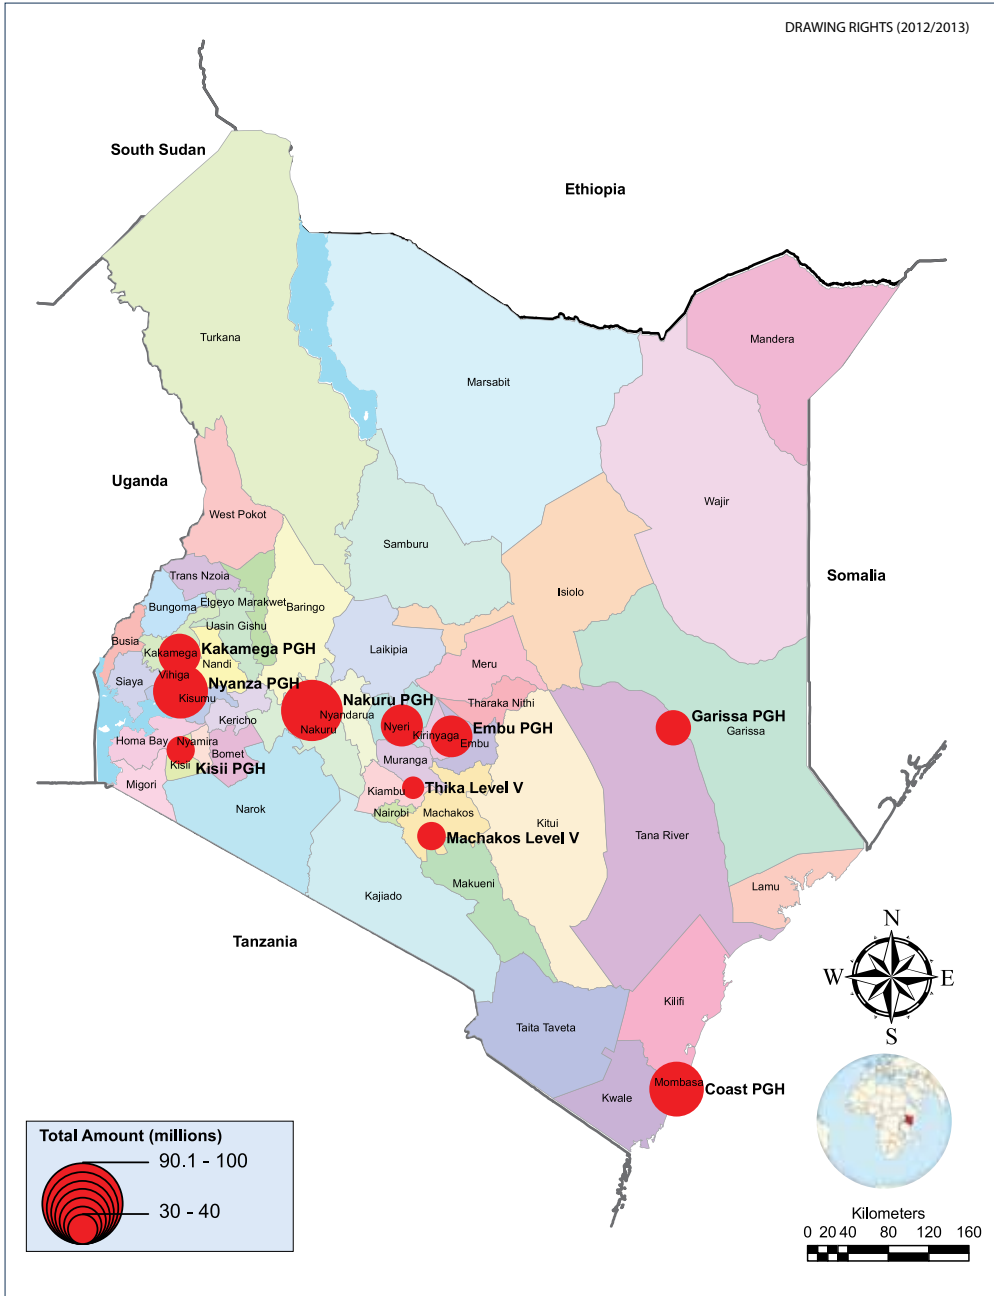 DRAWING RIGHTS (2012/2013)
South Sudan
Ethiopia
Turkana
Mandera
Marsabit
Uganda
Wajir
West Pokot
Samburu
Trans Nzoia
Somalia
Isiolo
Elgeyo Marakwet
Bungoma
Baringo
Uasin Gishu
Busia
Kakamega PGH
Kakamega
Laikipia
Nandi
Meru
Vihiga
Siaya
Nyanza PGH
Kisumu
Nakuru PGH
Tharaka Nithi
Nyandarua
Kericho
Garissa PGH
Nakuru
Nyeri
Embu PGH
Kirinyaga
Garissa
Homa Bay
Nyamira
Embu
Bomet
Muranga
Kisii
Kisii PGH
Migori
Thika Level V
Kiambu
Narok
Nairobi
Machakos
Kitui
Machakos Level V
Tana River
Makueni
Lamu
Kajiado
Tanzania
N
W
E
S
Kilifi
Taita Taveta
Mombasa
Coast PGH
Kwale
Total Amount (millions)
90.1 - 100
30 - 40
Kilometers
0 20 40 80 120 160